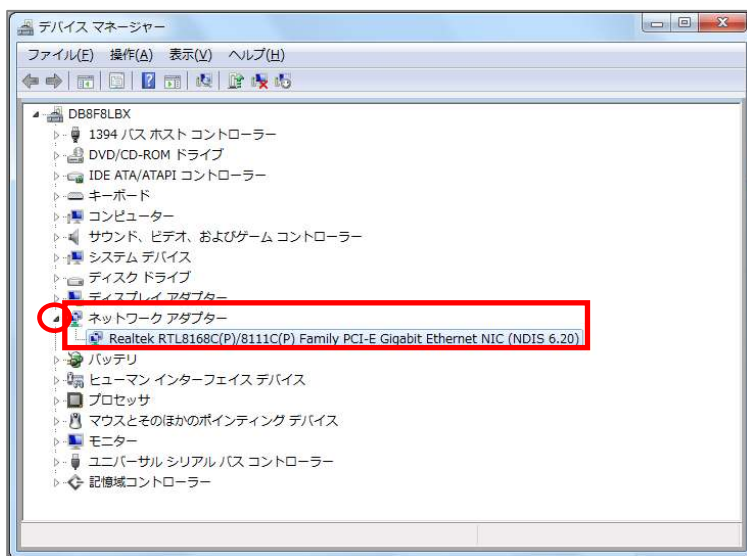 デバイス マネージャー
ファイル(F) 操作(A) 表示(V) ヘルプ(H)
DB8F8LBX
1394 バス ホスト コントローラー
DVD/CD-ROM ドライブ
IDE ATA/ATAPI コントローラー
キーボード
コンピューター
サウンド、ビデオ、およびゲーム コントローラー
システム デバイス
ディスク ドライブ
ディスプレイ アダプター
ネットワーク アダプター
Realtek RTL8168C(P)/8111C(P) Family PCI-E Gigabit Ethernet NIC (NDIS 6.20)
バッテリ
ヒューマン インターフェイス デバイス
プロセッサ
マウスとそのほかのポインティング デバイス
モニター
ユニバーサル シリアル バス コントローラー
記憶域コントローラー